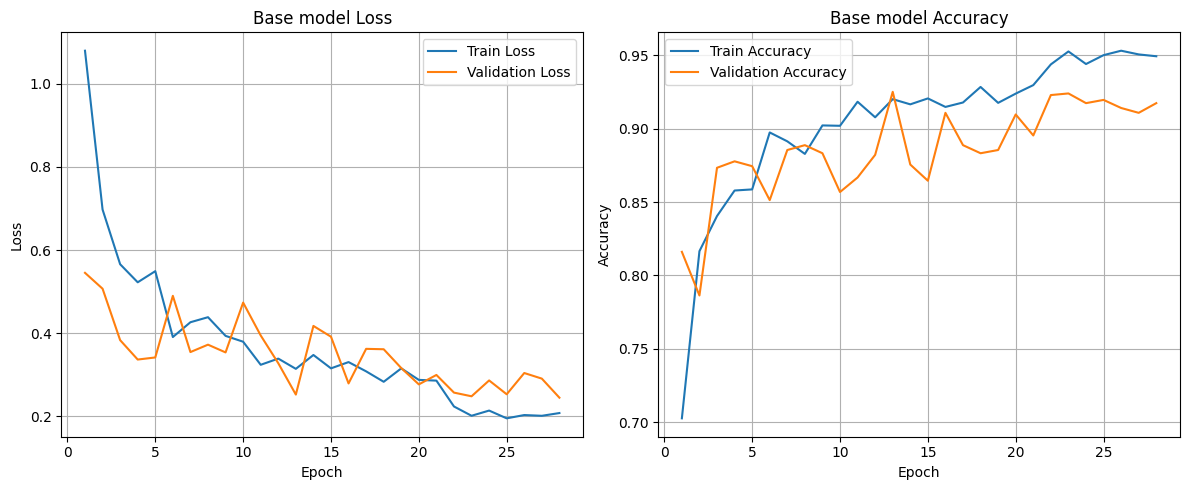 Base model Loss
Train Loss
Validation Loss
1.0
0.8
0.6
0.4
0.2
Loss
0 5 10 15 20 25
Epoch
Base model Accuracy
Train Accuracy
Validation Accuracy
0.95
0.90
0.85
0.80
0.75
0.70
Accuracy
0 5 10 15 20 25
Epoch